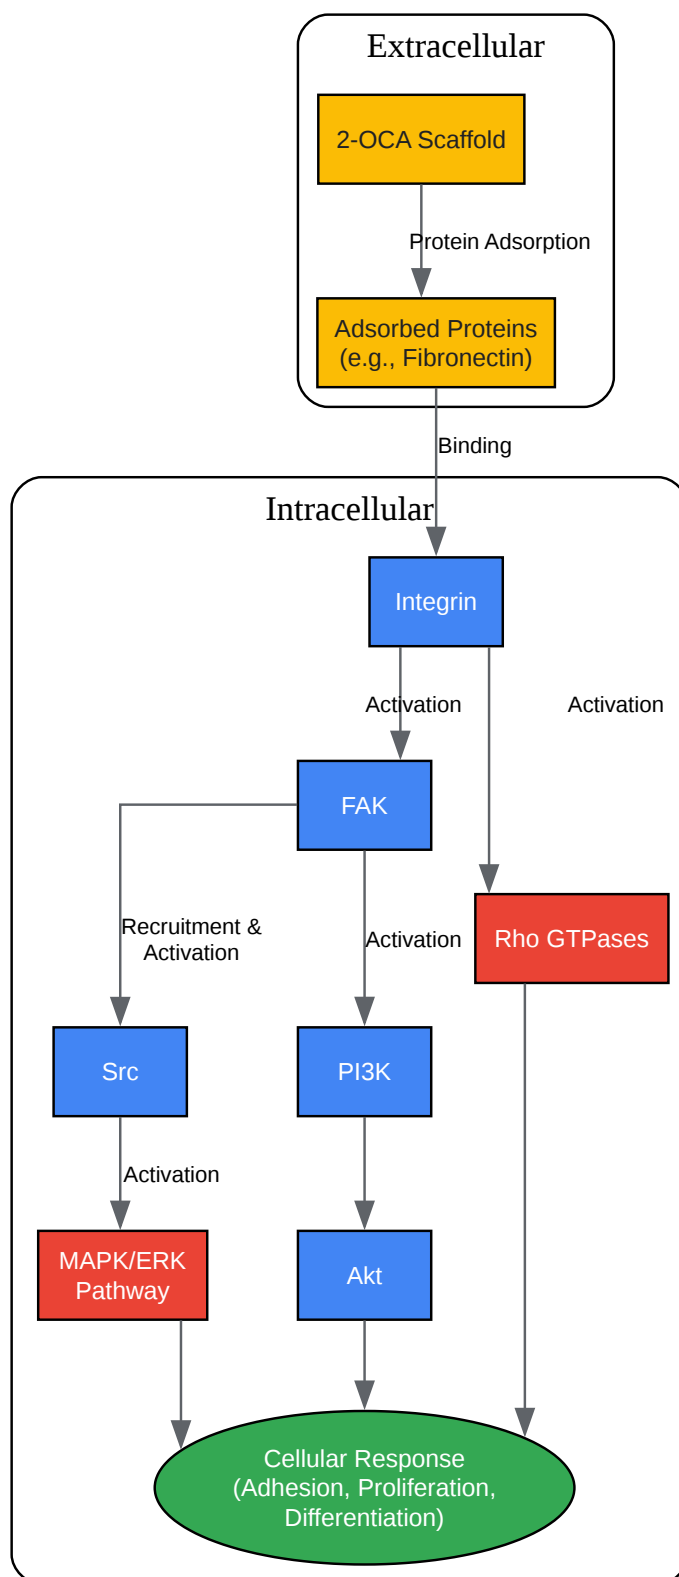 Extracellular
2-OCA Scaffold
Protein Adsorption
Adsorbed Proteins
(e.g., Fibronectin)
Binding
Intracellular
Integrin
Activation
Activation
FAK
Recruitment &
Activation
Activation
Rho GTPases
Src
PI3K
Activation
MAPK/ERK
Pathway
Akt
Cellular Response
(Adhesion, Proliferation,
Differentiation)